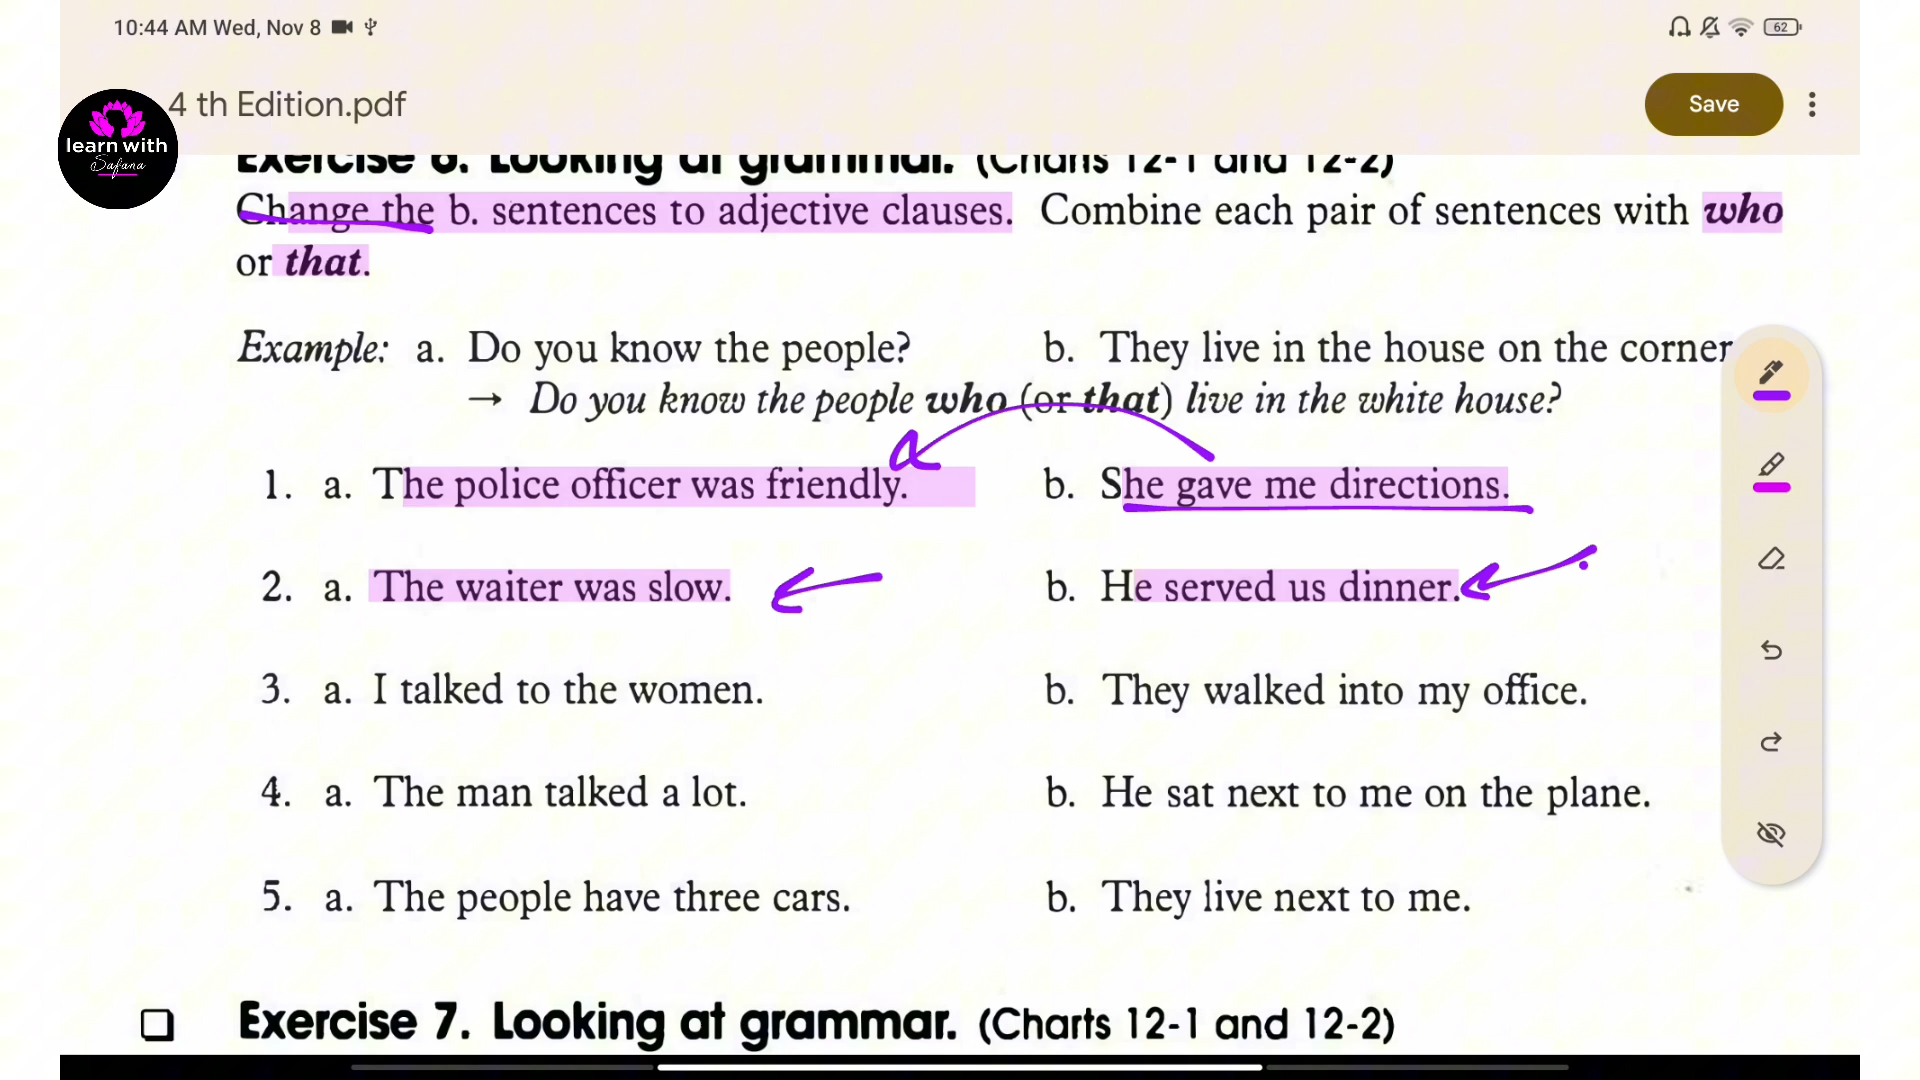 10:44 AM Wed, Nov 8
62
4 th Edition.pdf
Save
learn with
Safana
Exercise 6. Looking at grammar. (Charts 12-1 and 12-2)
Change the b. sentences to adjective clauses. Combine each pair of sentences with who
or that.
Example: a. Do you know the people? b. They live in the house on the corner
→ Do you know the people who (or that) live in the white house?
1. a. The police officer was friendly. b. She gave me directions.
2. a. The waiter was slow. b. He served us dinner.
3. a. I talked to the women. b. They walked into my office.
4. a. The man talked a lot. b. He sat next to me on the plane.
5. a. The people have three cars. b. They live next to me.
Exercise 7. Looking at grammar. (Charts 12-1 and 12-2)